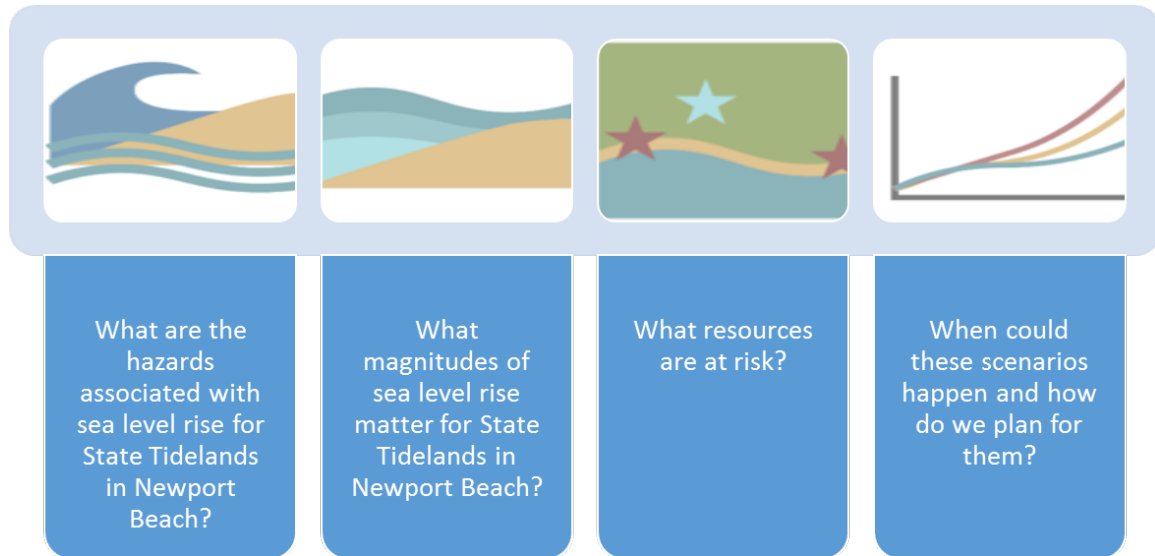 What are the
hazards
associated with
sea level rise for
State Tidelands
in Newport
Beach?
What
magnitudes of
sea level rise
matter for State
Tidelands in
Newport Beach?
What resources
are at risk?
When could
these scenarios
happen and how
do we plan for
them?